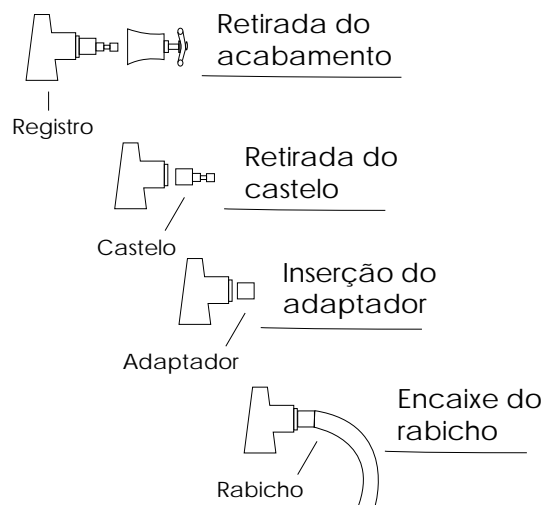 Retirada do
acabamento
Registro
Retirada do
castelo
Castelo
Inserção do
adaptador
Adaptador
Encaixe do
rabicho
Rabicho